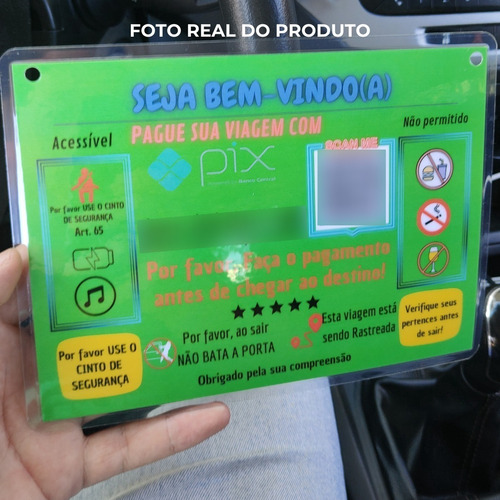 FOTO REAL DO PRODUTO
SEJA BEM-VINDO(A)
Acessível
PAGUE SUA VIAGEM COM
Não permitido
pix
SCAN ME
Por favor USE O CINTO
DE SEGURANÇA
Art. 65
Por favor, Faça o pagamento
antes de chegar ao destino!
Por favor USE O
CINTO DE
SEGURANÇA
Por favor, ao sair
NÃO BATA A PORTA
Esta viagem está
sendo Rastreada
Verifique seus
pertences antes
de sair!
Obrigado pela sua compreensão